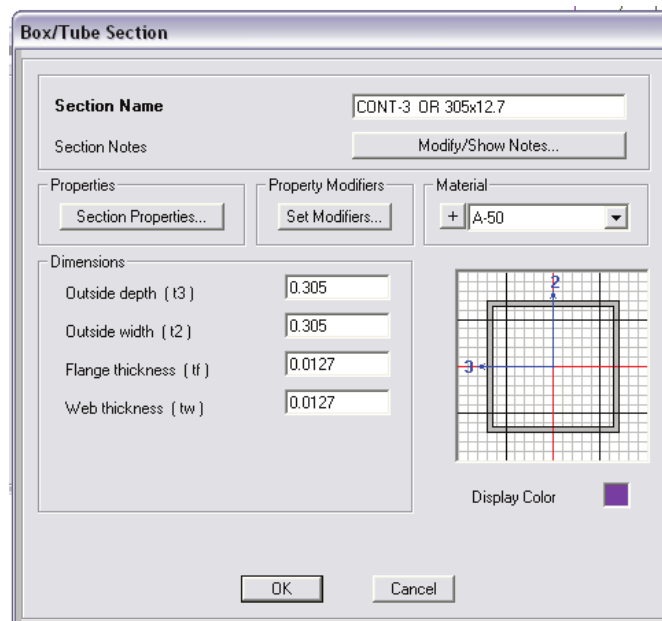 Box/Tube Section
Section Name CONT-3 OR 305x12.7
Section Notes Modify/Show Notes...
Properties Property Modifiers Material
Section Properties... Set Modifiers... + A-50
Dimensions
Outside depth ( t3 ) 0.305
Outside width ( t2 ) 0.305
Flange thickness ( tf ) 0.0127
Web thickness ( tw ) 0.0127
2
3
Display Color
OK Cancel